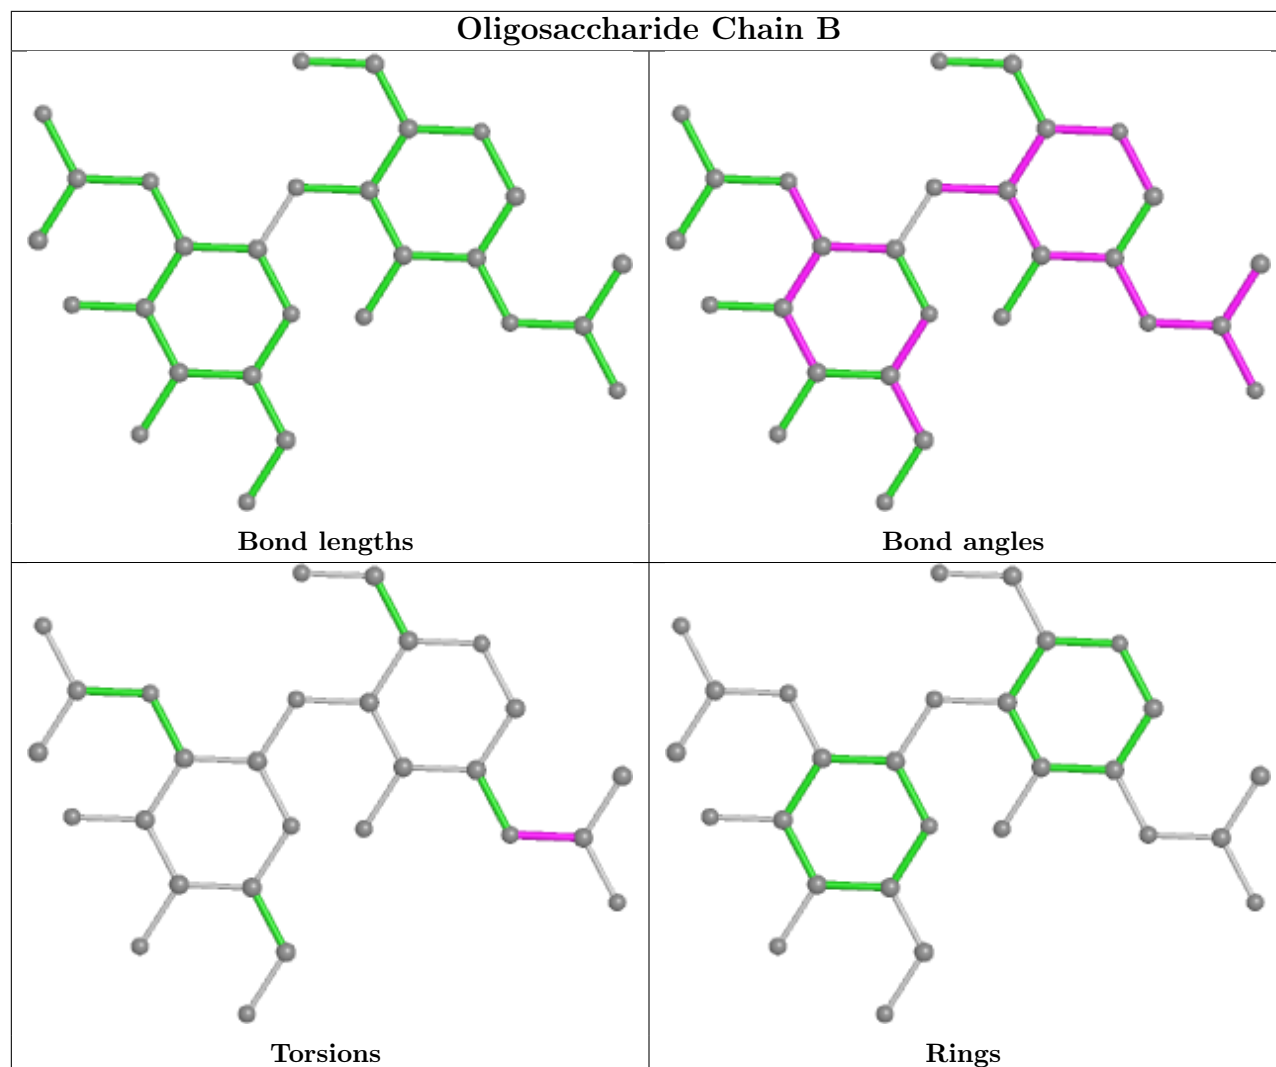 Oligosaccharide Chain B
Bond lengths
Bond angles
Torsions
Rings